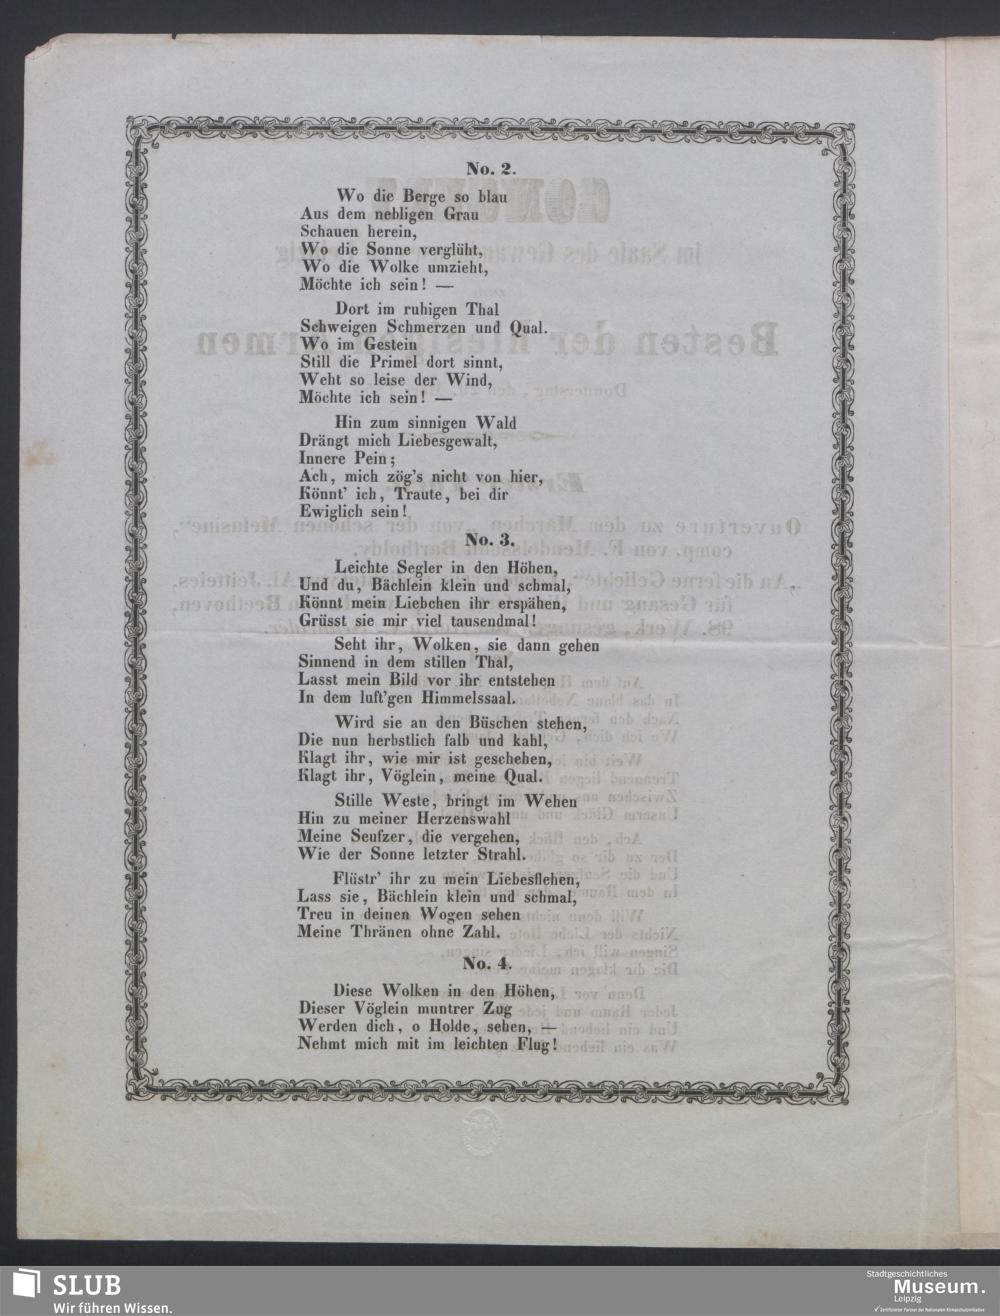 No. 2.
Wo die Berge so blau
Aus dem nebligen Grau
Schauen herein,
Wo die Sonne verglüht,
Wo die Wolke umzieht,
Möchte ich sein! —
Dort im ruhigen Thal
Schweigen Schmerzen und Qual.
Wo im Gestein
Still die Primel dort sinnt,
Weht so leise der Wind,
Möchte ich sein! —
Hin zum sinnigen Wald
Drängt mich Liebesgewalt,
Innere Pein;
Ach, mich zög's nicht von hier,
Könnt' ich, Traute, bei dir
Ewiglich sein!
No. 3.
Leichte Segler in den Höhen,
Und du, Bächlein klein und schmal,
Könnt mein Liebchen ihr erspähen,
Grüsst sie mir viel tausendmal!
Seht ihr, Wolken, sie dann gehen
Sinnend in dem stillen Thal,
Lasst mein Bild vor ihr entstehen
In dem luft'gen Himmelssaal.
Wird sie an den Büschen stehen,
Die nun herbstlich falb und kahl,
Klagt ihr, wie mir ist geschehen,
Klagt ihr, Vöglein, meine Qual.
Stille Weste, bringt im Wehen
Hin zu meiner Herzenswahl
Meine Seufzer, die vergehen,
Wie der Sonne letzter Strahl.
Flüstr' ihr zu mein Liebesflehen,
Lass sie, Bächlein klein und schmal,
Treu in deinen Wogen sehen
Meine Thränen ohne Zahl.
No. 4.
Diese Wolken in den Höhen,
Dieser Vöglein muntrer Zug
Werden dich, o Holde, sehen, —
Nehmt mich mit im leichten Flug!
SLUB
Wir führen Wissen.
Stadtgeschichtliches
Museum.
Leipzig
Zertifizierter Partner der Nationalen Klimaschutzinitiative